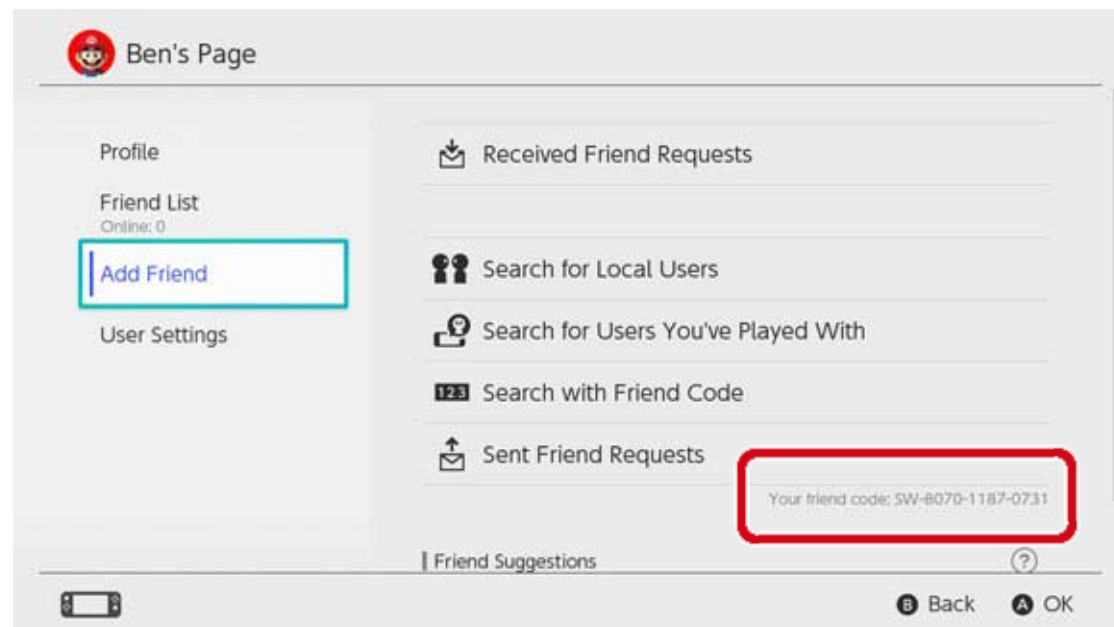 Ben's Page
Profile
Friend List
Online: 0
Add Friend
User Settings
Received Friend Requests
Search for Local Users
Search for Users You've Played With
123 Search with Friend Code
Sent Friend Requests
Your friend code: SW-8070-1187-0731
Friend Suggestions
?
B Back
A OK